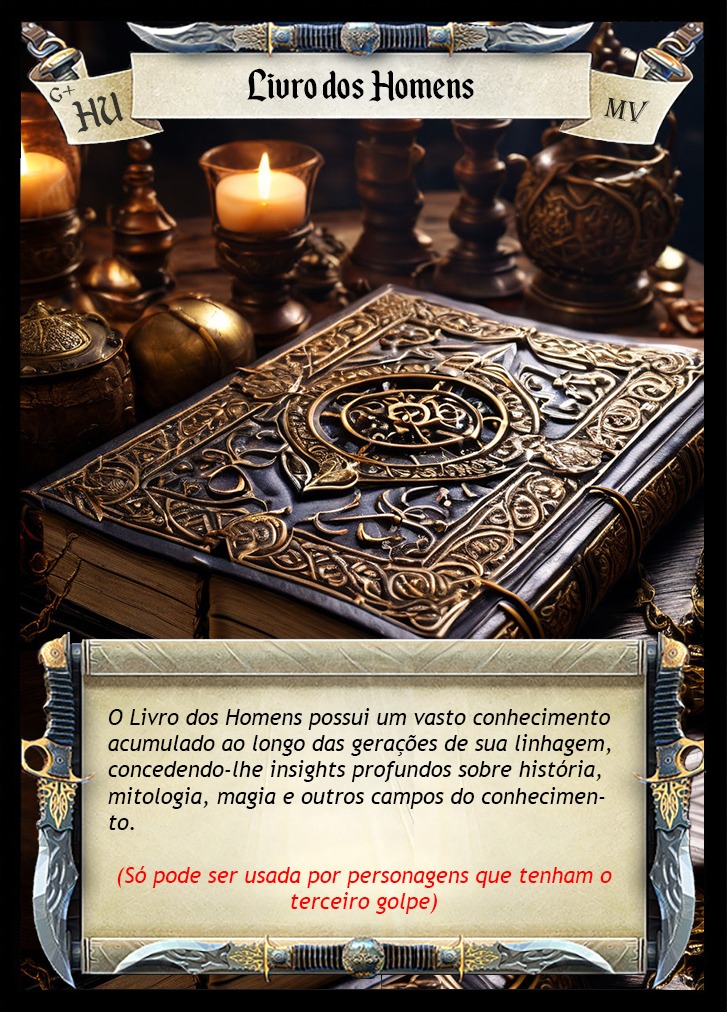 Livro dos Homens
G+
HU
MV
O Livro dos Homens possui um vasto conhecimento
acumulado ao longo das gerações de sua linhagem,
concedendo-lhe insights profundos sobre história,
mitologia, magia e outros campos do conhecimen-
to.
(Só pode ser usada por personagens que tenham o
terceiro golpe)